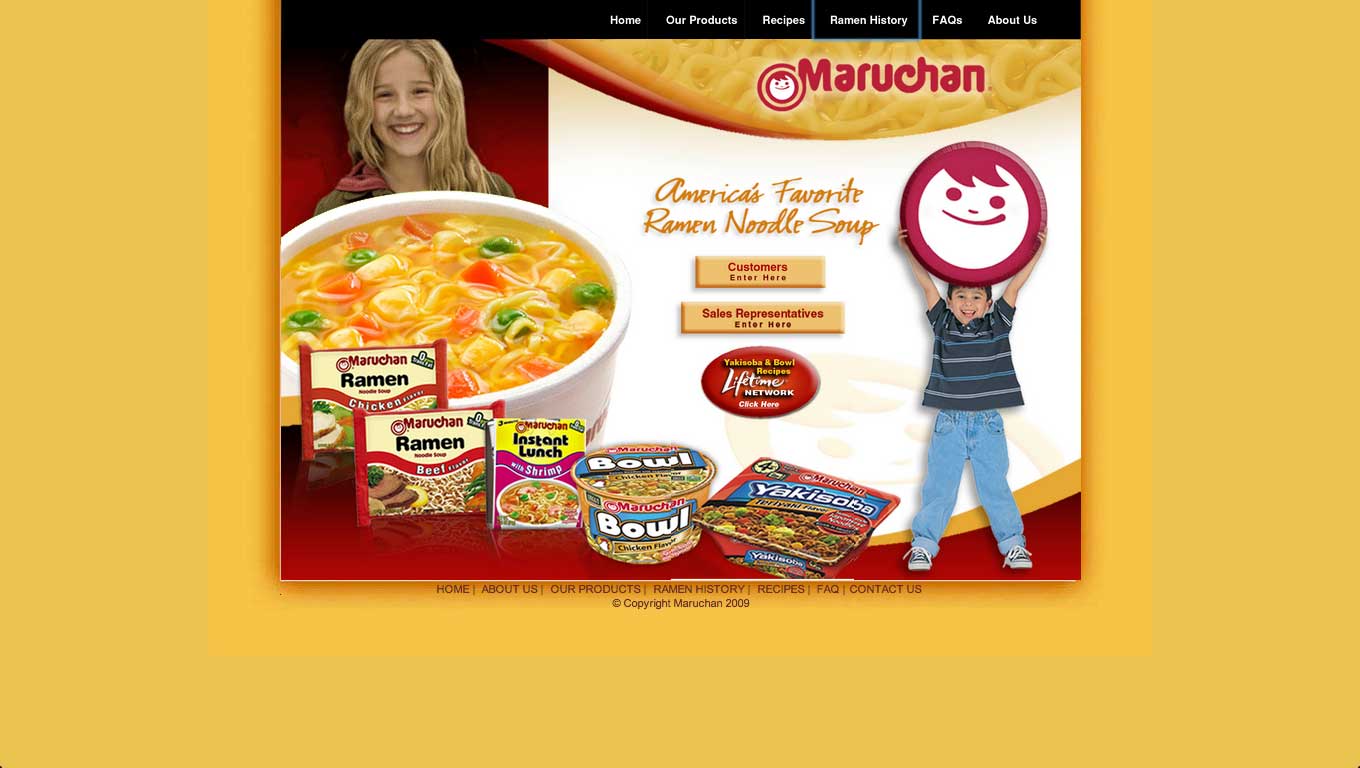 Home Our Products Recipes Ramen History FAQs About Us
Maruchan
America's Favorite
Ramen Noodle Soup
Customers
Enter Here
Sales Representatives
Enter Here
Yakisoba & Bowl
Recipes
Lifetime
NETWORK
Click Here
Maruchan
Ramen
Noodle Soup
Chicken Flavor
Maruchan
Ramen
Noodle Soup
Beef Flavor
Maruchan
Instant
Lunch
with Shrimp
Maruchan
Bowl
Chicken Flavor
Maruchan
Bowl
Chicken Flavor
Maruchan
Yakisoba
Teriyaki Flavor
Yakisoba
HOME | ABOUT US | OUR PRODUCTS | RAMEN HISTORY | RECIPES | FAQ | CONTACT US
© Copyright Maruchan 2009